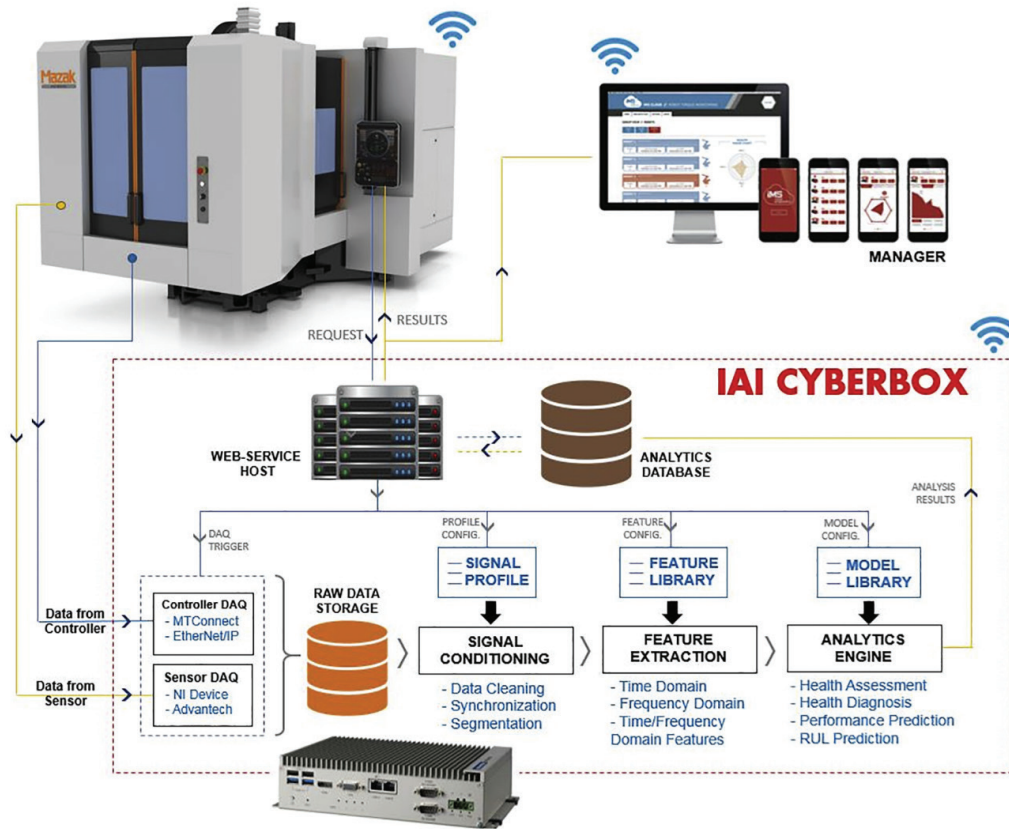 Mazak
iMS
MANAGER
REQUEST
RESULTS
IAI CYBERBOX
WEB-SERVICE
HOST
ANALYTICS
DATABASE
ANALYSIS
RESULTS
DAQ
TRIGGER
PROFILE
CONFIG.
FEATURE
CONFIG.
MODEL
CONFIG.
SIGNAL
PROFILE
FEATURE
LIBRARY
MODEL
LIBRARY
Data from
Controller
Controller DAQ
- MTConnect
- EtherNet/IP
RAW DATA
STORAGE
SIGNAL
CONDITIONING
FEATURE
EXTRACTION
ANALYTICS
ENGINE
Data from
Sensor
Sensor DAQ
- NI Device
- Advantech
- Data Cleaning
- Synchronization
- Segmentation
- Time Domain
- Frequency Domain
- Time/Frequency
Domain Features
- Health Assessment
- Health Diagnosis
- Performance Prediction
- RUL Prediction